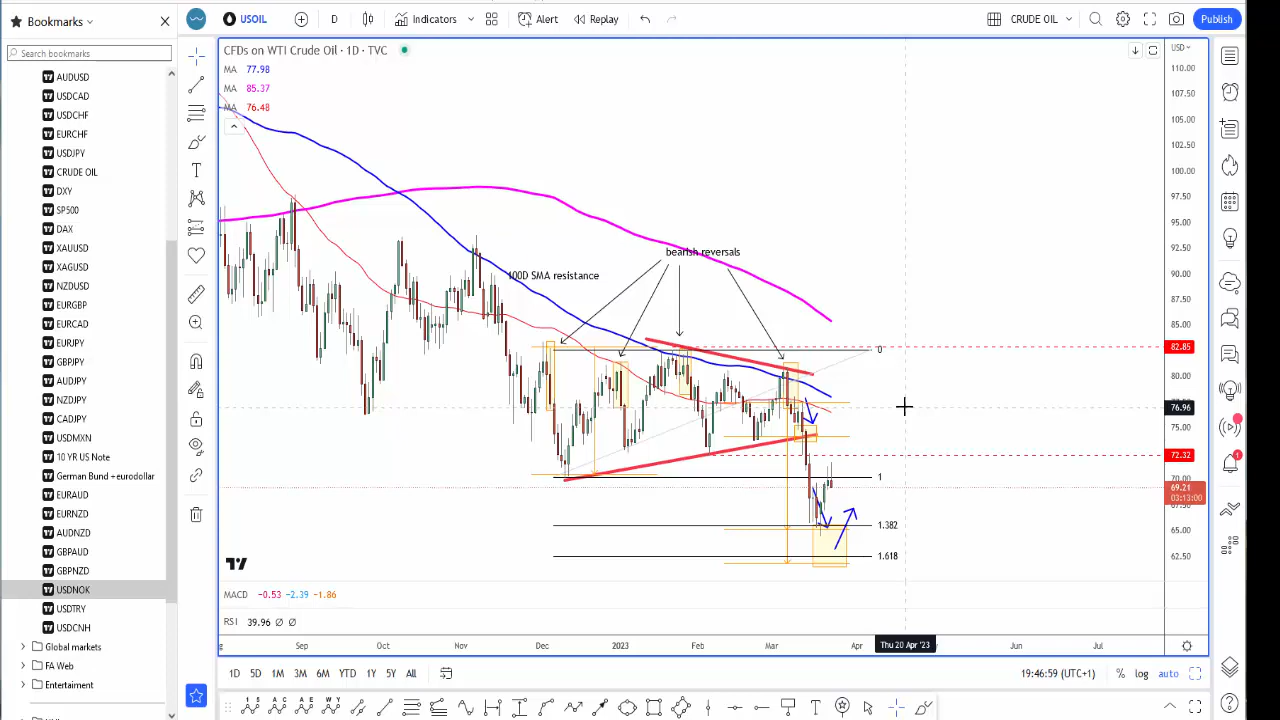 Bookmarks
USOIL
D
Indicators
Alert
Replay
CRUDE OIL
Publish
Search bookmarks
AUDUSD
USDCAD
USDCHF
EURCHF
USDJPY
CRUDE OIL
DXY
SP500
DAX
XAUUSD
XAGUSD
NZDUSD
EURGBP
EURCAD
EURJPY
GBPJPY
AUDJPY
NZDJPY
CADJPY
USDMXN
10 YR US Note
German Bund +eurodollar
EURAUD
EURNZD
AUDNZD
GBPAUD
GBPNZD
USDNOK
USDTRY
USDCNH
Global markets
FA Web
Entertaiment
CFDs on WTI Crude Oil · 1D · TVC
MA 77.98
MA 85.37
MA 76.48
USD
110.00
107.50
105.00
102.50
100.00
97.50
95.00
92.50
90.00
87.50
85.00
82.85
80.00
76.96
75.00
72.32
70.00
69.21
03:13:00
65.00
62.50
bearish reversals
100D SMA resistance
0
1
1.382
1.618
MACD −0.53 −2.39 −1.86
RSI 39.96 ∅ ∅
Sep
Oct
Nov
Dec
2023
Feb
Mar
Apr
Thu 20 Apr '23
Jun
Jul
1D 5D 1M 3M 6M YTD 1Y 5Y All
19:46:59 (UTC+1)
% log auto
1